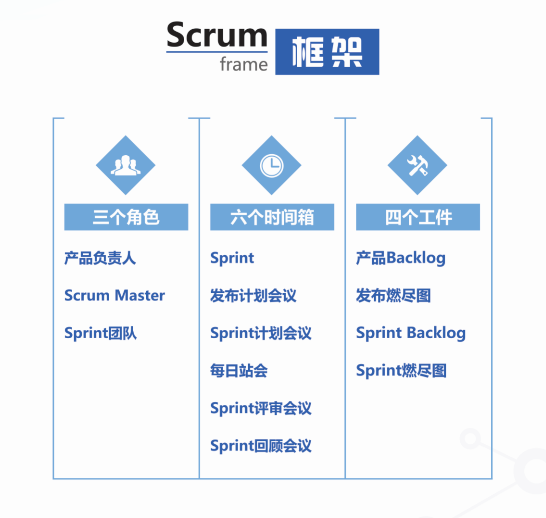 Scrum
frame
框架
三个角色
产品负责人
Scrum Master
Sprint团队
六个时间箱
Sprint
发布计划会议
Sprint计划会议
每日站会
Sprint评审会议
Sprint回顾会议
四个工件
产品Backlog
发布燃尽图
Sprint Backlog
Sprint燃尽图